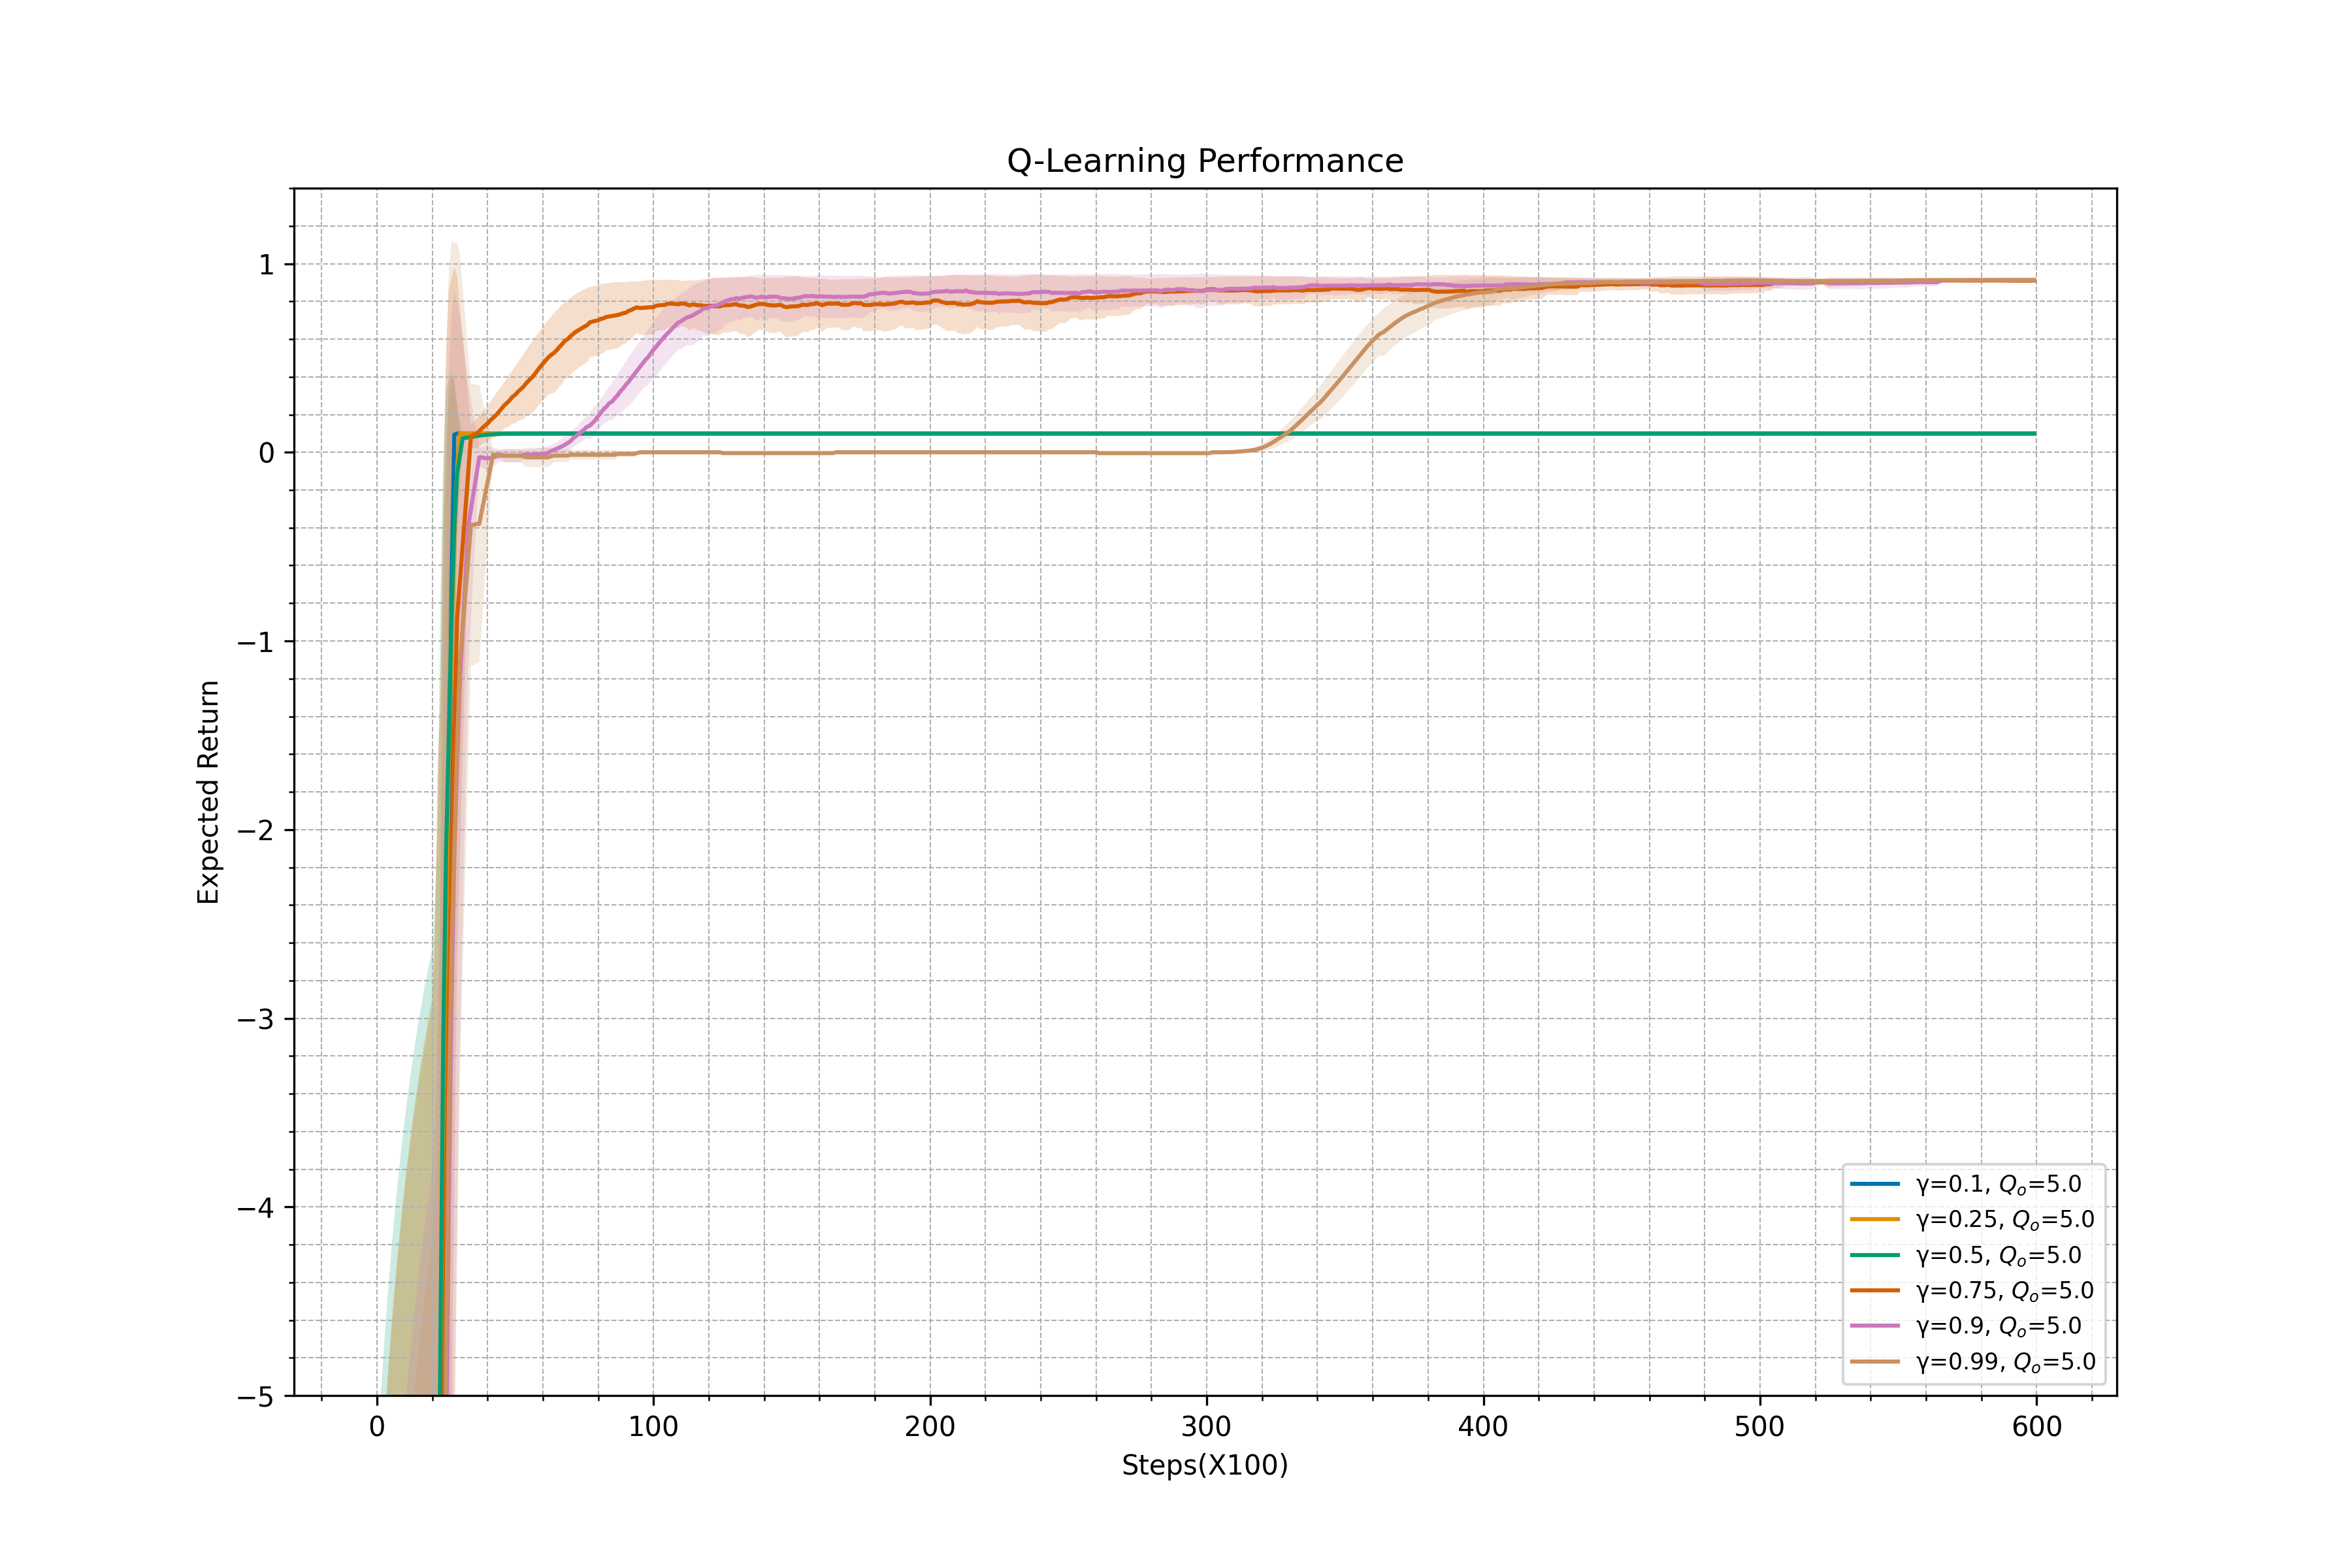 Q-Learning Performance
Expected Return
1
0
−1
−2
−3
−4
−5
0 100 200 300 400 500 600
Steps(X100)
γ=0.1, Qₒ=5.0
γ=0.25, Qₒ=5.0
γ=0.5, Qₒ=5.0
γ=0.75, Qₒ=5.0
γ=0.9, Qₒ=5.0
γ=0.99, Qₒ=5.0